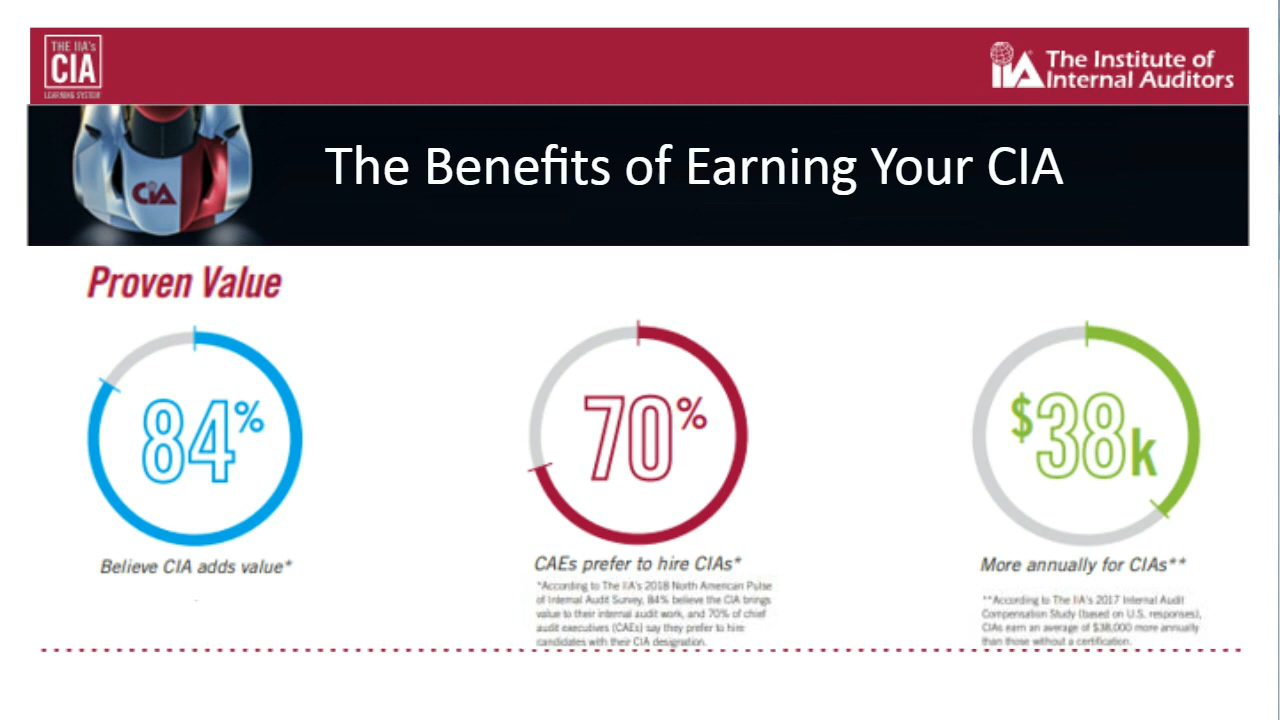 THE IIA's
CIA
LEARNING SYSTEM
IIA
The Institute of
Internal Auditors
CIA
The Benefits of Earning Your CIA
Proven Value
84%
Believe CIA adds value*
70%
CAEs prefer to hire CIAs*
*According to The IIA's 2018 North American Pulse
of Internal Audit Survey, 84% believe the CIA brings
value to their internal audit work, and 70% of chief
audit executives (CAEs) say they prefer to hire
candidates with their CIA designation.
$38k
More annually for CIAs**
**According to The IIA's 2017 Internal Audit
Compensation Study (based on U.S. responses),
CIAs earn an average of $38,000 more annually
than those without a certification.